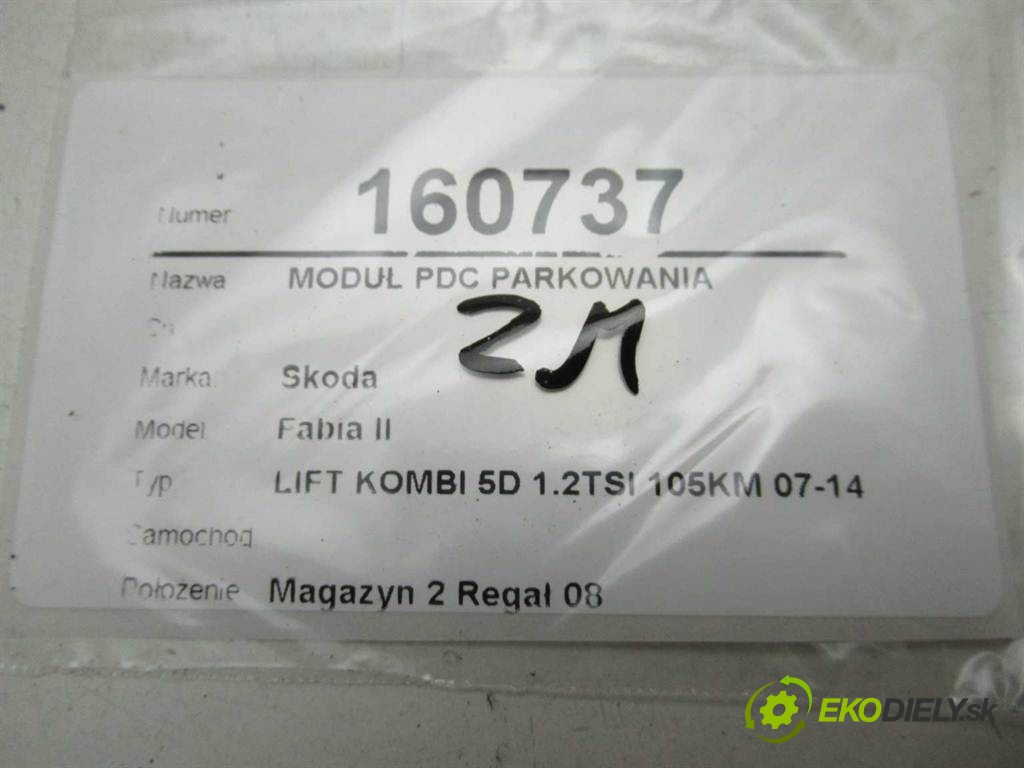 Numer 160737
Nazwa MODUŁ PDC PARKOWANIA
2M
Marka Skoda
Model Fabia II
Typ LIFT KOMBI 5D 1.2TSI 105KM 07-14
Samochod
Położenie Magazyn 2 Regał 08
EKODIELY.sk